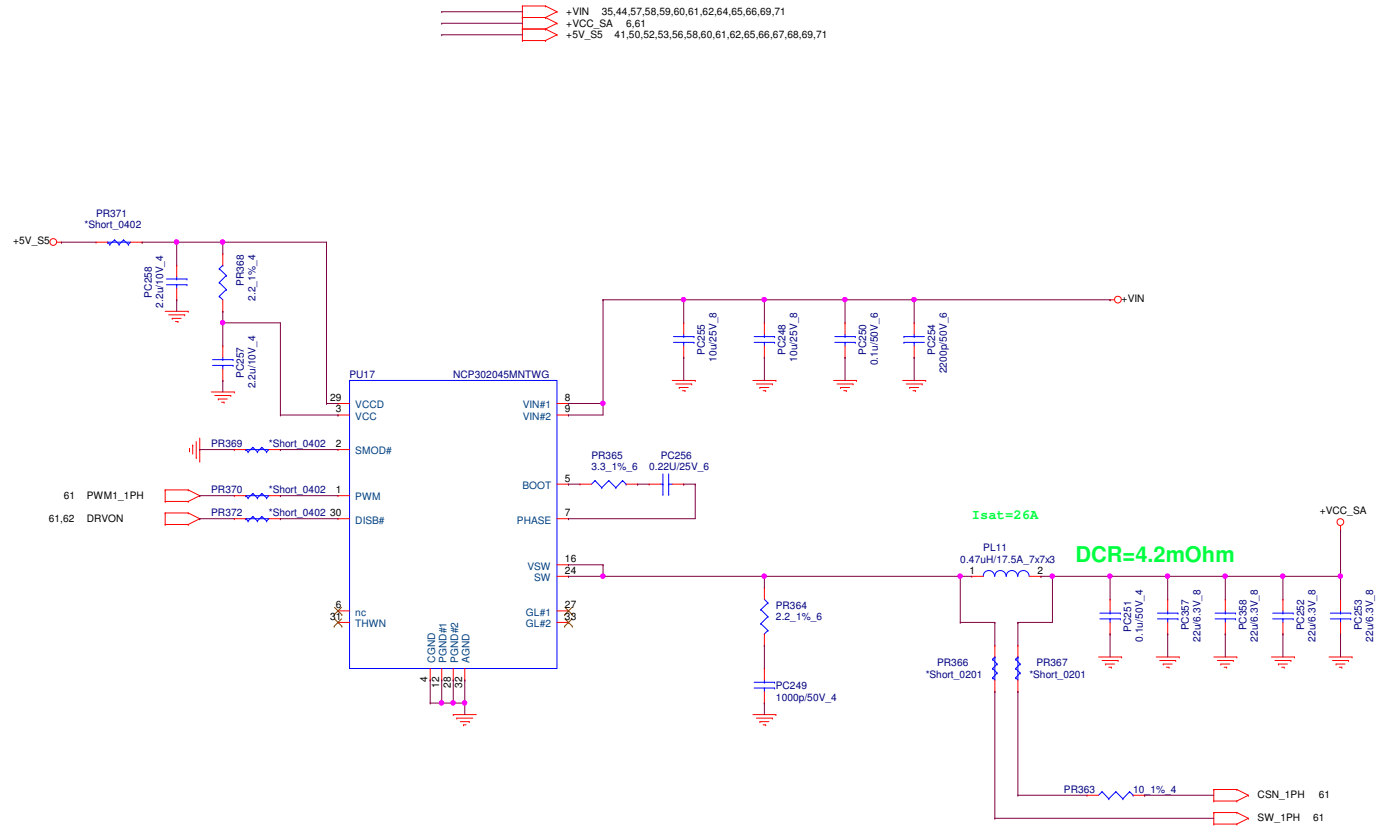 +VIN 35,44,57,58,59,60,61,62,64,65,66,69,71
+VCC_SA 6,61
+5V_S5 41,50,52,53,56,58,60,61,62,65,66,67,68,69,71
PR371
*Short_0402
+5V_S5
PC258
2.2u/10V_4
PR368
2.2_1%_4
PC257
2.2u/10V_4
+VIN
PC255
10u/25V_8
PC248
10u/25V_8
PC250
0.1u/50V_6
PC254
2200p/50V_6
PU17 NCP302045MNTWG
29 VCCD
3 VCC
VIN#1 8
VIN#2 9
PR369 *Short_0402 2 SMOD#
PR365
3.3_1%_6
PC256
0.22U/25V_6
BOOT 5
61 PWM1_1PH PR370 *Short_0402 1 PWM
61,62 DRVON PR372 *Short_0402 30 DISB#
PHASE 7
Isat=26A
+VCC_SA
PL11
0.47uH/17.5A_7x7x3
DCR=4.2mOhm
VSW 16
SW 24
1 2
6 nc
31 THWN
GL#1 27
GL#2 33
PR364
2.2_1%_6
PC251
0.1u/50V_4
PC357
22u/6.3V_8
PC358
22u/6.3V_8
PC252
22u/6.3V_8
PC253
22u/6.3V_8
CGND
PGND#1
PGND#2
AGND
4
12
28
32
PR366
*Short_0201
PR367
*Short_0201
PC249
1000p/50V_4
PR363 10_1%_4 CSN_1PH 61
SW_1PH 61